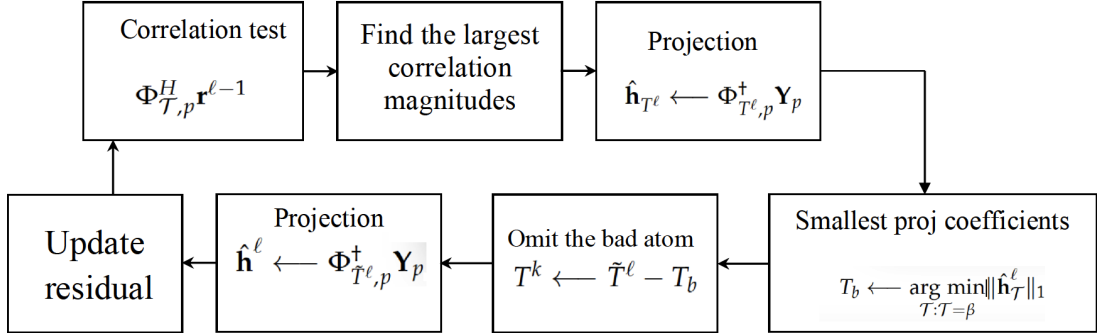 Correlation test
Φ^H_{𝒯,p} r^{ℓ−1}
Find the largest
correlation
magnitudes
Projection
ĥ_{T^ℓ} ⟵ Φ^†_{T^ℓ,p} Y_p
Smallest proj coefficients
T_b ⟵ arg min‖ĥ^ℓ_𝒯‖_1
𝒯:𝒯=β
Omit the bad atom
T^k ⟵ T̃^ℓ − T_b
Projection
ĥ^ℓ ⟵ Φ^†_{T̃^ℓ,p} Y_p
Update
residual